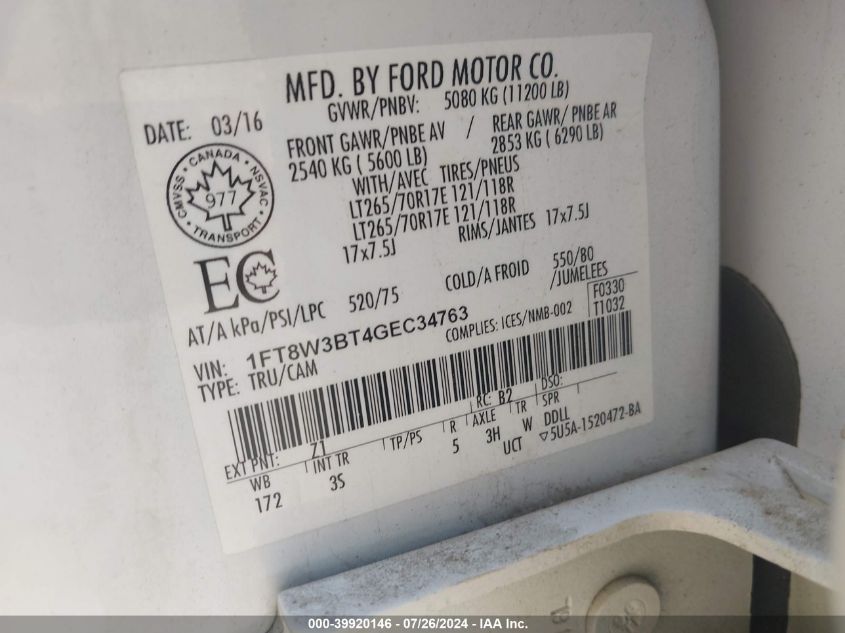 MFD. BY FORD MOTOR CO.
DATE: 03/16
GVWR/PNBV: 5080 KG (11200 LB)
FRONT GAWR/PNBE AV / REAR GAWR/ PNBE AR
2540 KG ( 5600 LB) 2853 KG ( 6290 LB)
WITH/AVEC TIRES/PNEUS
LT265/70R17E 121/118R
LT265/70R17E 121/118R
RIMS/JANTES 17x7.5J
17x7.5J
CMVSS • CANADA • NSVAC
977
• TRANSPORT •
EC
AT/A kPa/PSI/LPC 520/75 COLD/A FROID 550/80
/JUMELEES
VIN: 1FT8W3BT4GEC34763
COMPLIES: ICES/NMB-002
F0330
T1032
TYPE: TRU/CAM
EXT PNT: Z1 RC: B2 DSO:
WB INT TR TP/PS R AXLE TR SPR
172 3S 5 3H W DDLL
UCT ▽5U5A-1520472-BA
000-39920146 - 07/26/2024 - IAA Inc.